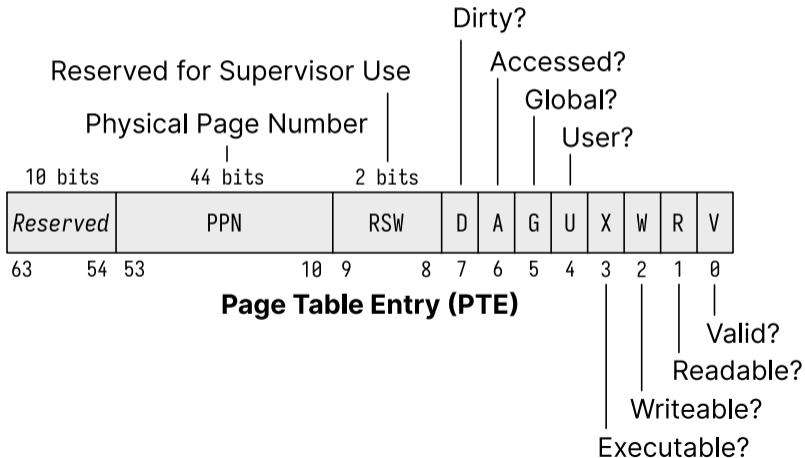 Dirty?
Reserved for Supervisor Use
Accessed?
Physical Page Number
Global?
User?
10 bits 44 bits 2 bits
Reserved PPN RSW D A G U X W R V
63 54 53 10 9 8 7 6 5 4 3 2 1 0
Page Table Entry (PTE)
Valid?
Readable?
Writeable?
Executable?